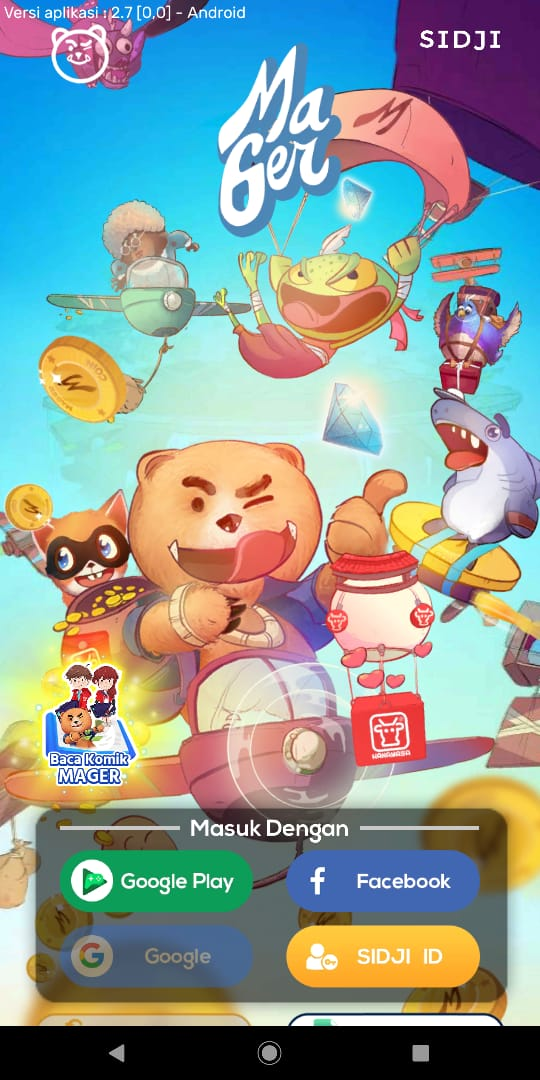 Versi aplikasi : 2.7 [0,0] - Android
SIDJI
Ma
Ger
HANAMASA
Baca Komik
MAGER
Masuk Dengan
Google Play
Facebook
Google
SIDJI ID